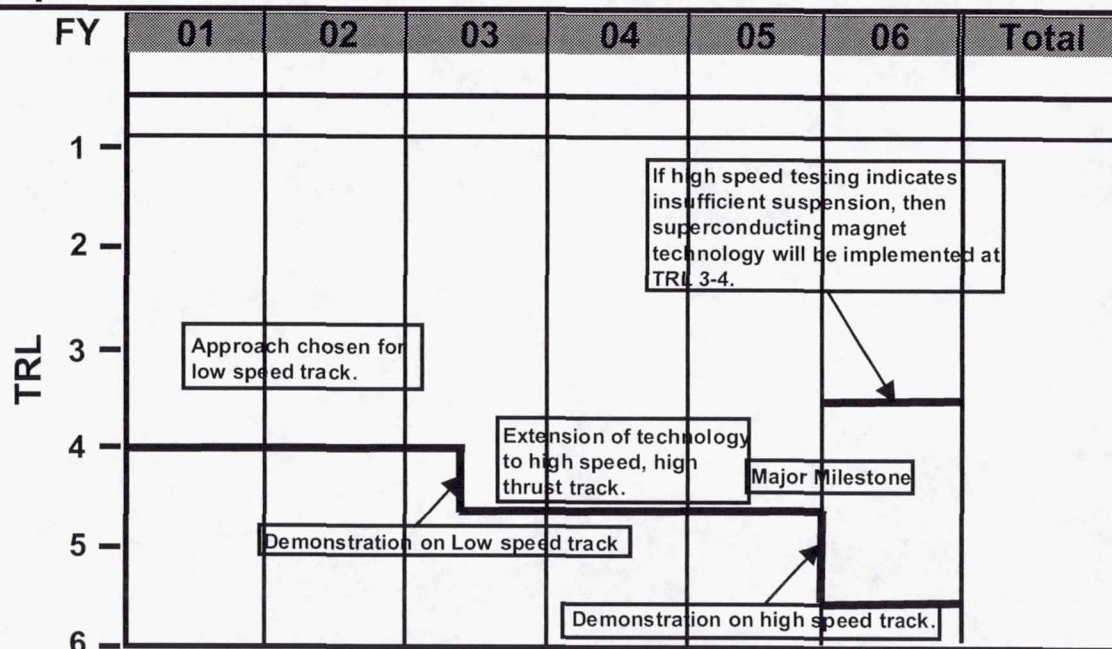 FY 01 02 03 04 05 06 Total
1
If high speed testing indicates
insufficient suspension, then
superconducting magnet
technology will be implemented at
TRL 3-4.
2
TRL
3
Approach chosen for
low speed track.
4
Extension of technology
to high speed, high
thrust track.
Major Milestone
5
Demonstration on Low speed track
Demonstration on high speed track.
6